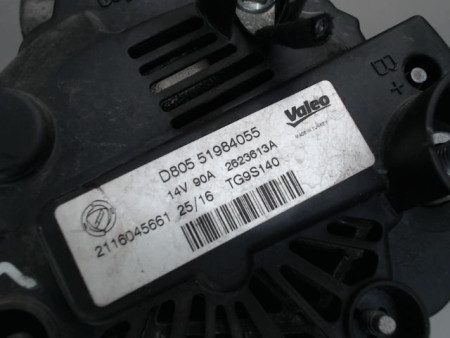 Valeo
D805 51984055
14V 90A 2623613A
2116045661 25/16 TG9S140
+